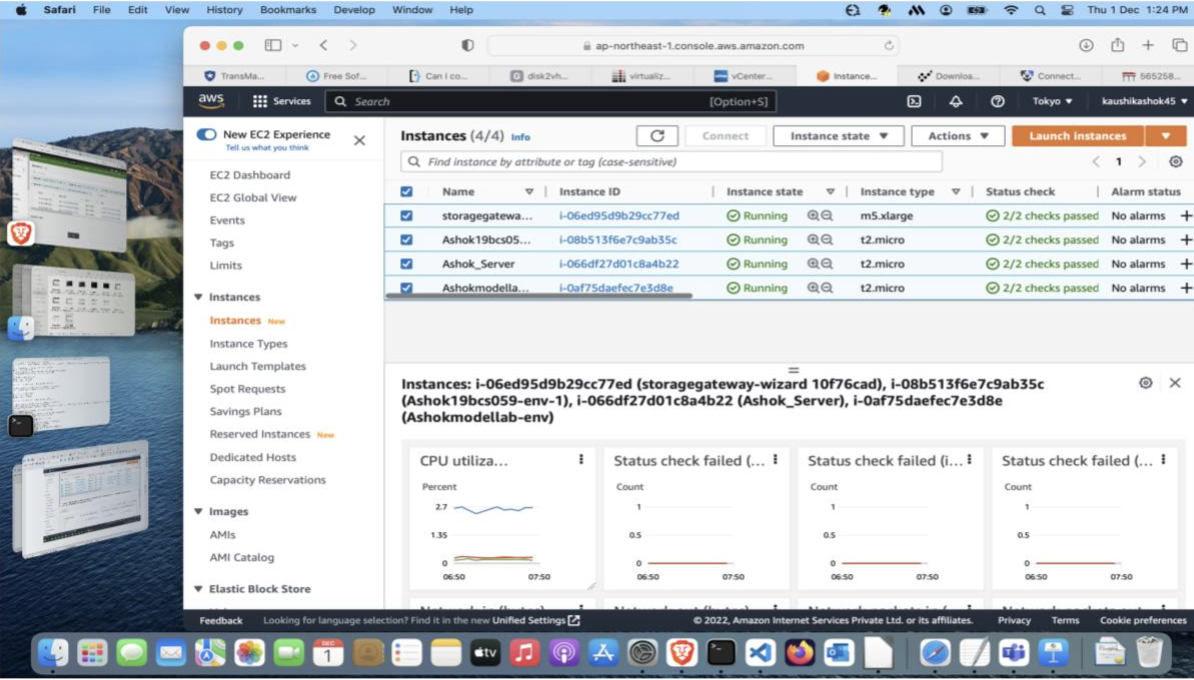 Safari File Edit View History Bookmarks Develop Window Help Thu 1 Dec 1:24 PM
ap-northeast-1.console.aws.amazon.com
TransMa... Free Sof... Can I co... disk2vh... virtualiz... vCenter... Instance... Downloa... Connect... 565258...
aws Services Search [Option+S] Tokyo ▼ kaushikashok45 ▼
New EC2 Experience
Tell us what you think
EC2 Dashboard
EC2 Global View
Events
Tags
Limits
Instances
Instances New
Instance Types
Launch Templates
Spot Requests
Savings Plans
Reserved Instances New
Dedicated Hosts
Capacity Reservations
Images
AMIs
AMI Catalog
Elastic Block Store
Instances (4/4) Info Connect Instance state ▼ Actions ▼ Launch instances ▼
Find instance by attribute or tag (case-sensitive) 1
Name Instance ID Instance state Instance type Status check Alarm status
storagegatewa... i-06ed95d9b29cc77ed Running m5.xlarge 2/2 checks passed No alarms +
Ashok19bcs05... i-08b513f6e7c9ab35c Running t2.micro 2/2 checks passed No alarms +
Ashok_Server i-066df27d01c8a4b22 Running t2.micro 2/2 checks passed No alarms +
Ashokmodella... i-0af75daefec7e3d8e Running t2.micro 2/2 checks passed No alarms +
Instances: i-06ed95d9b29cc77ed (storagegateway-wizard 10f76cad), i-08b513f6e7c9ab35c
(Ashok19bcs059-env-1), i-066df27d01c8a4b22 (Ashok_Server), i-0af75daefec7e3d8e
(Ashokmodellab-env)
CPU utiliza... Status check failed (... Status check failed (i... Status check failed (...
Percent Count Count Count
2.7 1 1 1
1.35 0.5 0.5 0.5
0 0 0 0
06:50 07:50 06:50 07:50 06:50 07:50 06:50 07:50
Feedback Looking for language selection? Find it in the new Unified Settings © 2022, Amazon Internet Services Private Ltd. or its affiliates. Privacy Terms Cookie preferences
DEC
1
tv